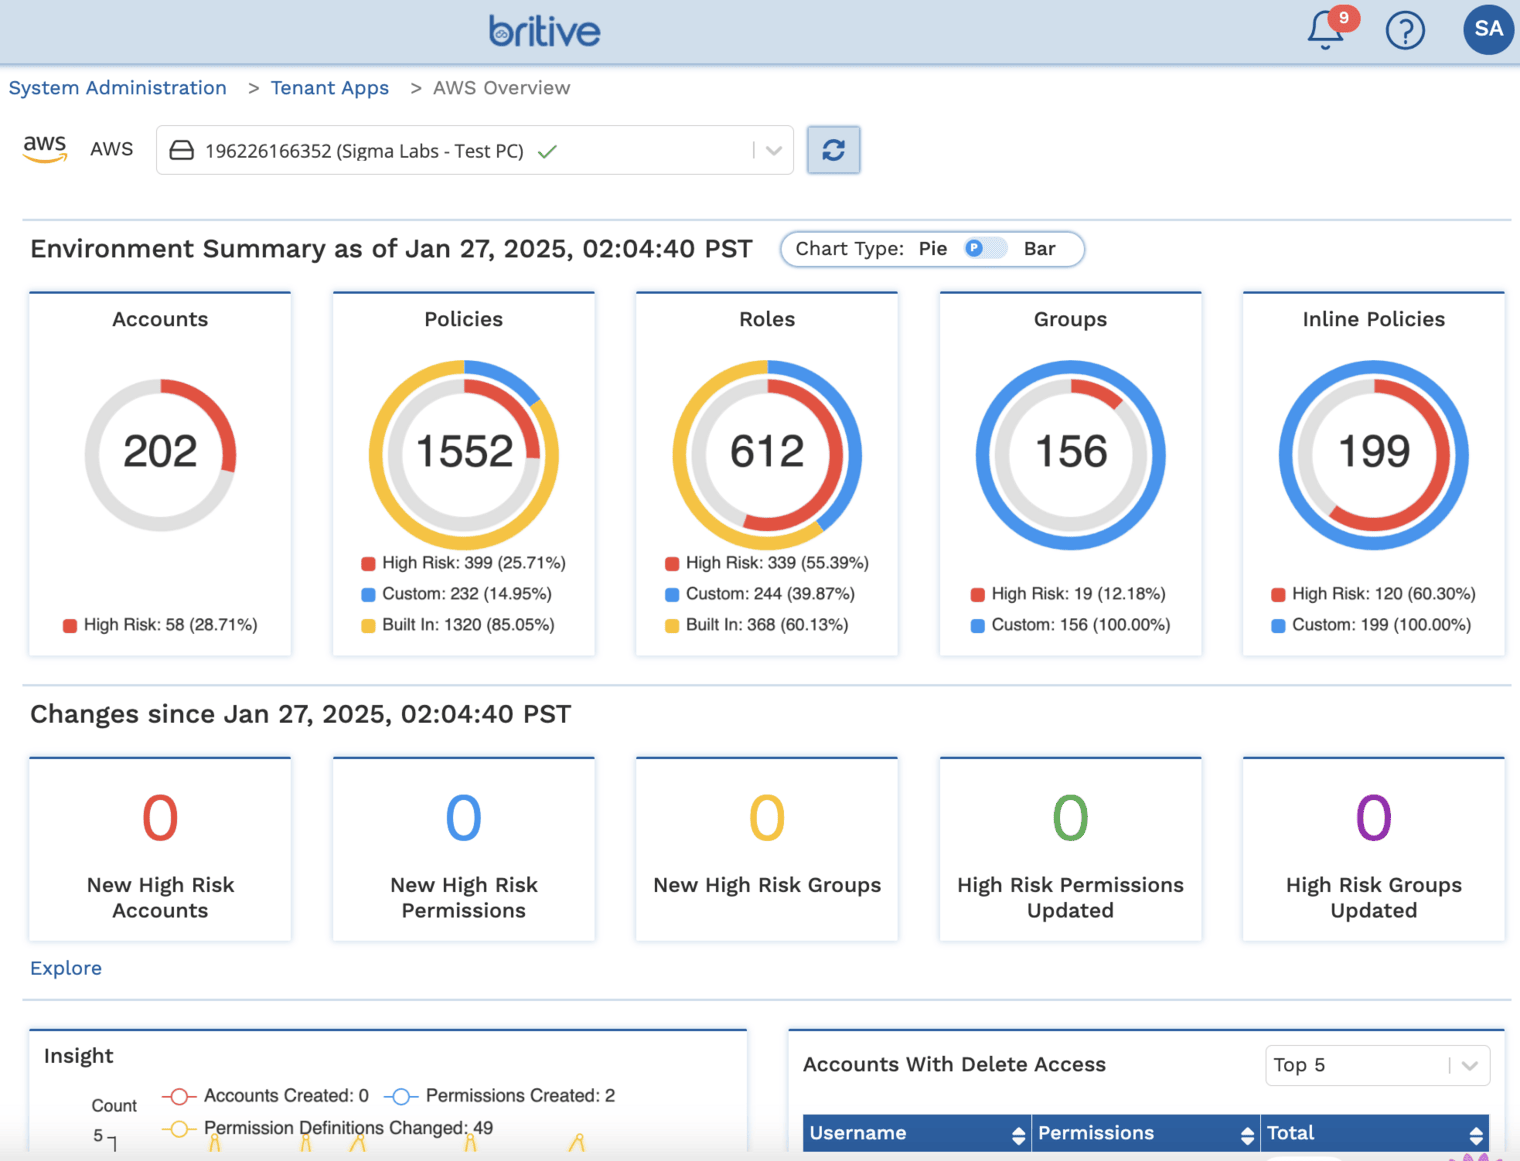 britive
9
SA
System Administration > Tenant Apps > AWS Overview
aws AWS 196226166352 (Sigma Labs - Test PC)
Environment Summary as of Jan 27, 2025, 02:04:40 PST
Chart Type: Pie P Bar
Accounts
202
High Risk: 58 (28.71%)
Policies
1552
High Risk: 399 (25.71%)
Custom: 232 (14.95%)
Built In: 1320 (85.05%)
Roles
612
High Risk: 339 (55.39%)
Custom: 244 (39.87%)
Built In: 368 (60.13%)
Groups
156
High Risk: 19 (12.18%)
Custom: 156 (100.00%)
Inline Policies
199
High Risk: 120 (60.30%)
Custom: 199 (100.00%)
Changes since Jan 27, 2025, 02:04:40 PST
0
New High Risk
Accounts
0
New High Risk
Permissions
0
New High Risk Groups
0
High Risk Permissions
Updated
0
High Risk Groups
Updated
Explore
Insight
Accounts Created: 0 Permissions Created: 2
Count
Permission Definitions Changed: 49
5
Accounts With Delete Access
Top 5
Username Permissions Total